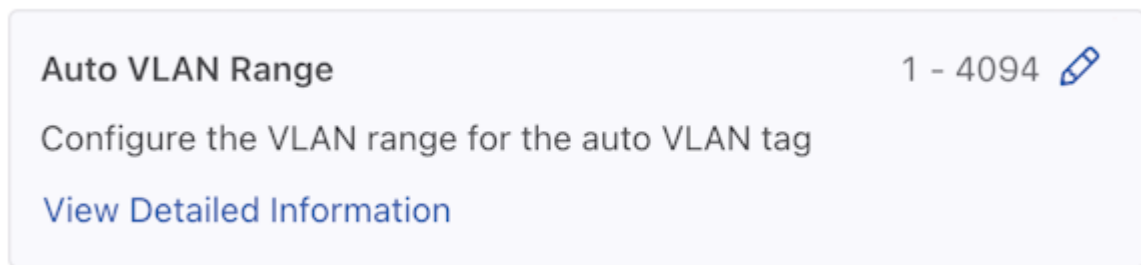 Auto VLAN Range 1 - 4094
Configure the VLAN range for the auto VLAN tag
View Detailed Information